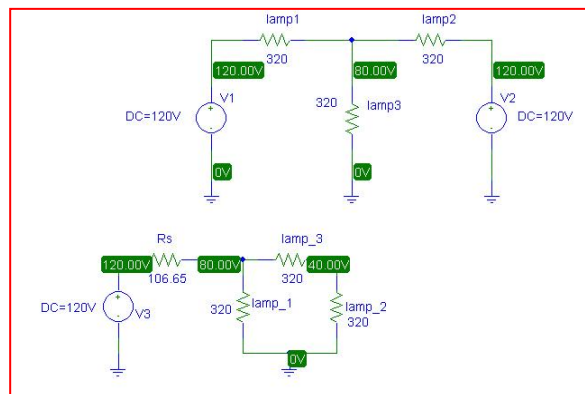 lamp1
lamp2
320
320
120.00V
80.00V
120.00V
V1
320
lamp3
V2
DC=120V
DC=120V
+
-
+
-
0V
0V
Rs
lamp_3
120.00V
80.00V
40.00V
106.65
320
+
-
DC=120V
V3
320
lamp_1
lamp_2
320
0V